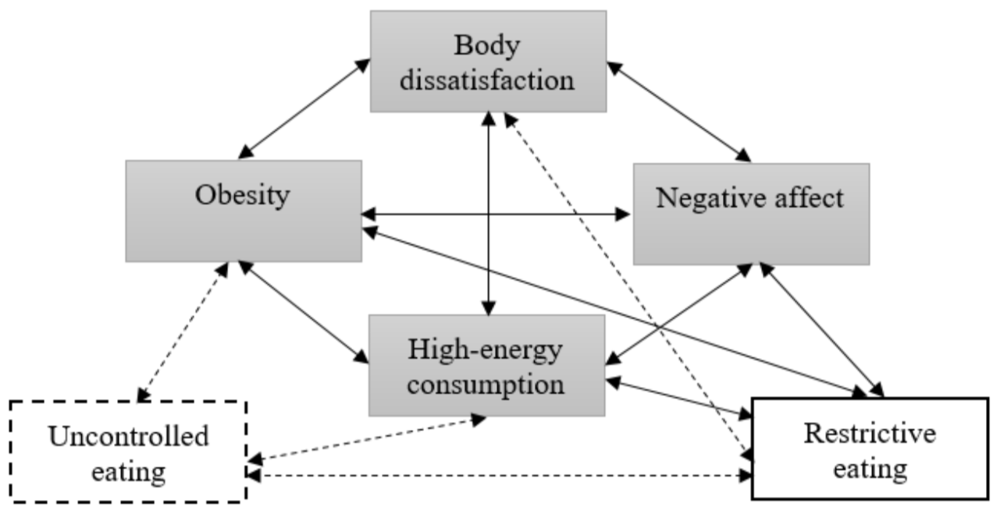 Body
dissatisfaction
Obesity
Negative affect
High-energy
consumption
Uncontrolled
eating
Restrictive
eating